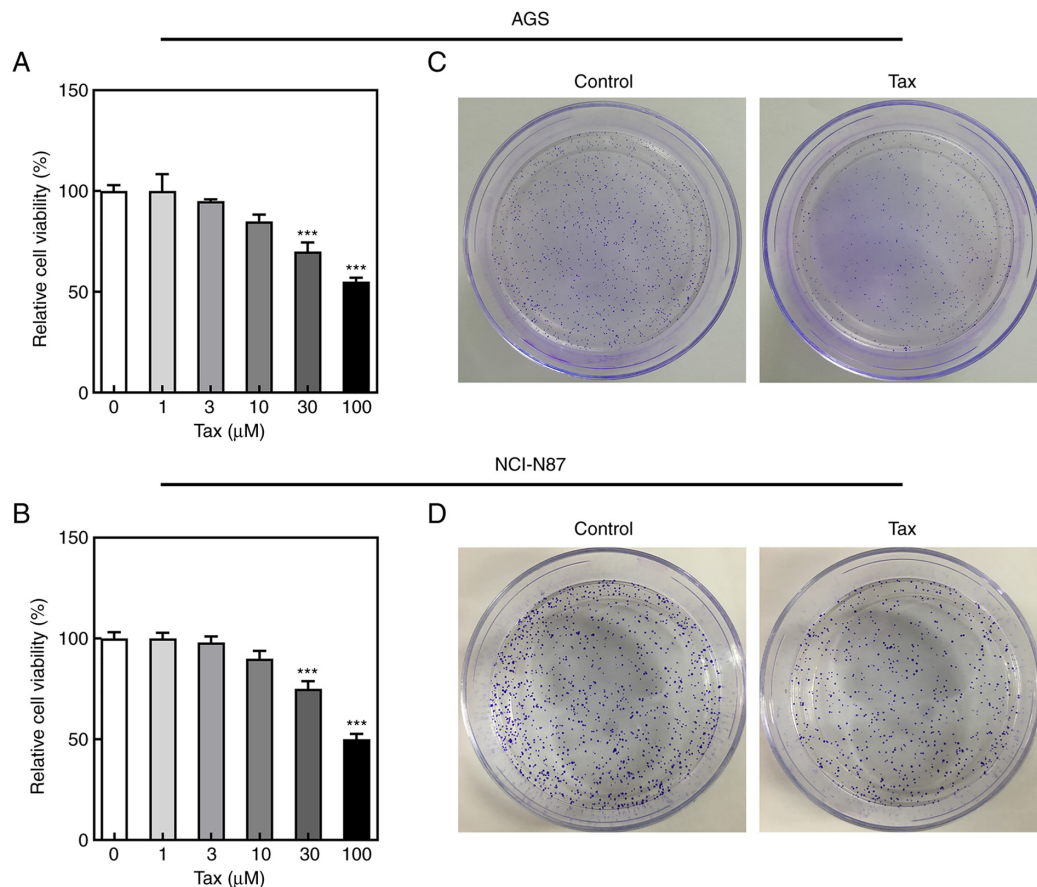 AGS
A
150
100
50
0
Relative cell viability (%)
***
***
0 1 3 10 30 100
Tax (μM)
C
Control Tax
NCI-N87
B
150
100
50
0
Relative cell viability (%)
***
***
0 1 3 10 30 100
Tax (μM)
D
Control Tax